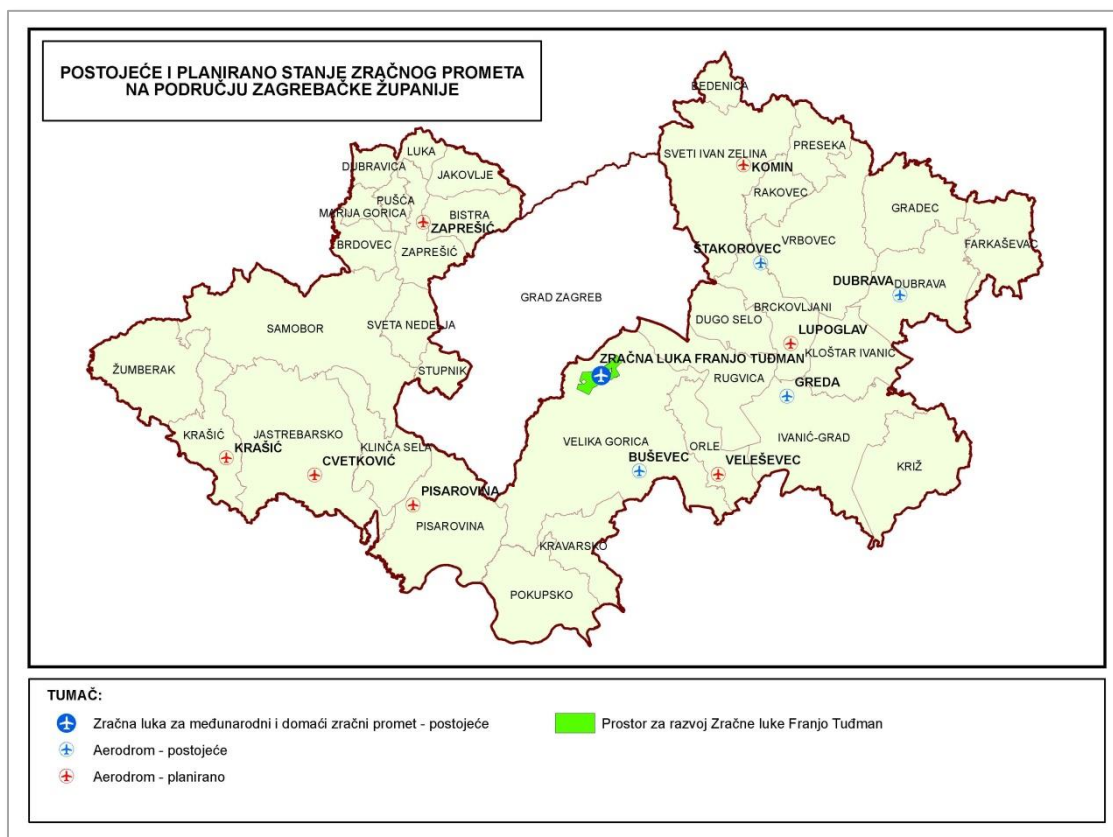 POSTOJEĆE I PLANIRANO STANJE ZRAČNOG PROMETA
NA PODRUČJU ZAGREBAČKE ŽUPANIJE
BEDENICA
LUKA
DUBRAVICA
JAKOVLJE
PUŠĆA
MARIJA GORICA
BISTRA
ZAPREŠIĆ
BRDOVEC
ZAPREŠIĆ
SVETI IVAN ZELINA
PRESEKA
KOMIN
RAKOVEC
GRADEC
VRBOVEC
FARKAŠEVAC
ŠTAKOROVEC
DUBRAVA
DUBRAVA
GRAD ZAGREB
BRCKOVLJANI
DUGO SELO
LUPOGLAV
KLOŠTAR IVANIĆ
SAMOBOR
SVETA NEDELJA
STUPNIK
ŽUMBERAK
ZRAČNA LUKA FRANJO TUĐMAN
RUGVICA
GREDA
KRAŠIĆ
KRAŠIĆ
JASTREBARSKO
CVETKOVIĆ
KLINČA SELA
PISAROVINA
PISAROVINA
VELIKA GORICA
BUŠEVEC
ORLE
VELEŠEVEC
IVANIĆ-GRAD
KRIŽ
KRAVARSKO
POKUPSKO
TUMAČ:
Zračna luka za međunarodni i domaći zračni promet - postojeće
Prostor za razvoj Zračne luke Franjo Tuđman
Aerodrom - postojeće
Aerodrom - planirano